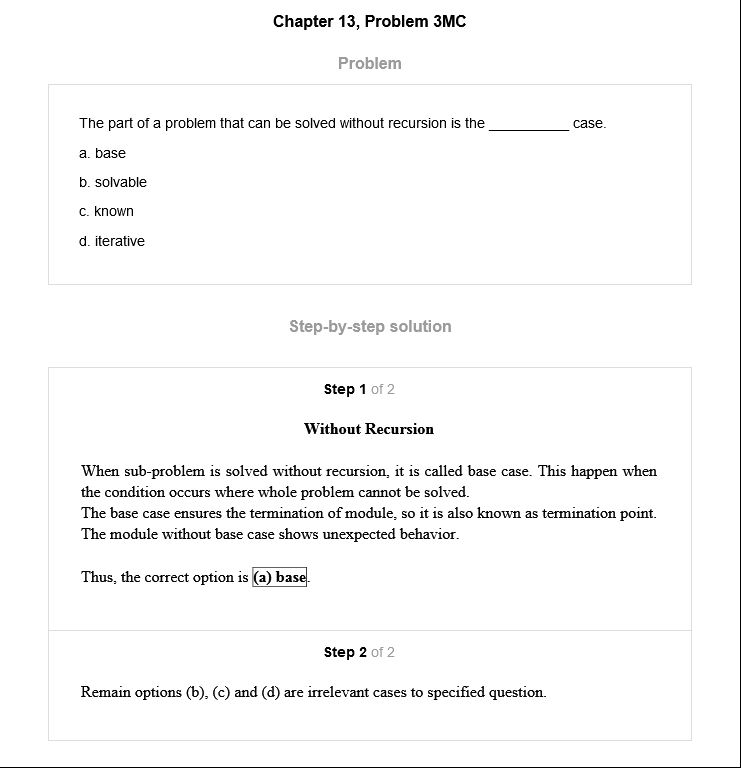 Chapter 13, Problem 3MC
Problem
The part of a problem that can be solved without recursion is the __________ case.
a. base
b. solvable
c. known
d. iterative
Step-by-step solution
Step 1 of 2
Without Recursion
When sub-problem is solved without recursion, it is called base case. This happen when
the condition occurs where whole problem cannot be solved.
The base case ensures the termination of module, so it is also known as termination point.
The module without base case shows unexpected behavior.
Thus, the correct option is (a) base.
Step 2 of 2
Remain options (b), (c) and (d) are irrelevant cases to specified question.